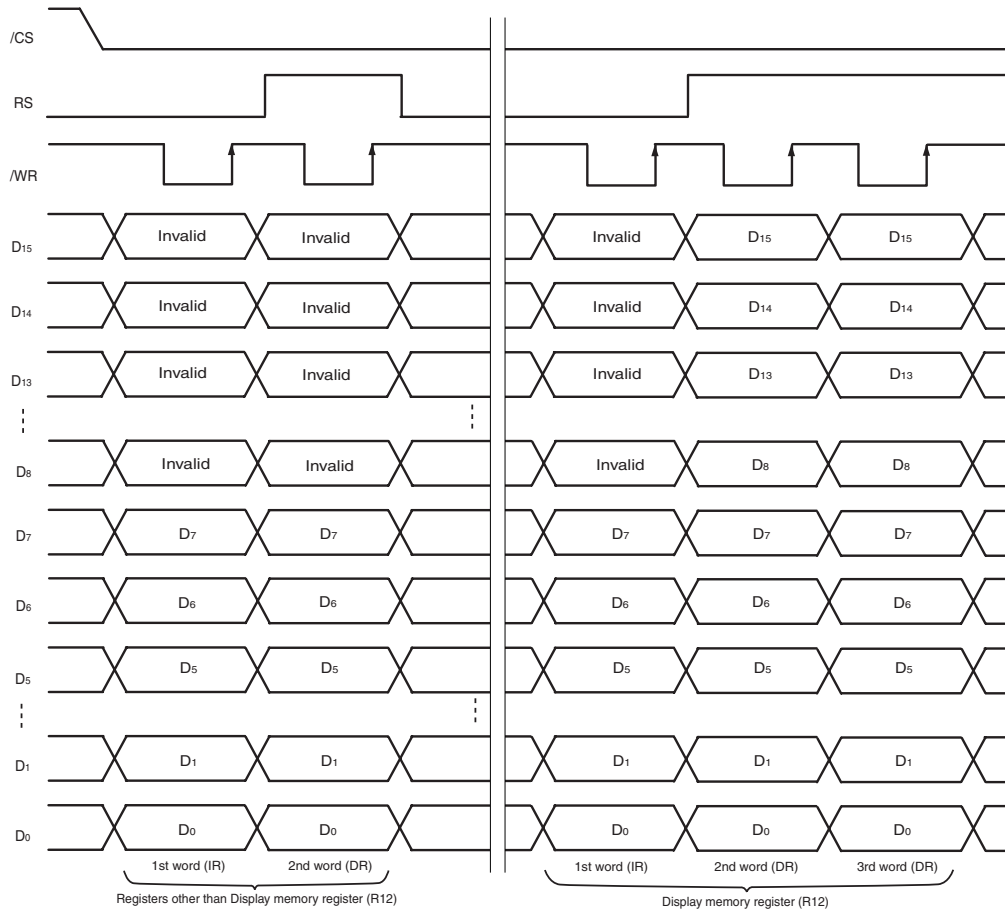 /CS
RS
/WR
D15 Invalid Invalid Invalid D15 D15
D14 Invalid Invalid Invalid D14 D14
D13 Invalid Invalid Invalid D13 D13
D8 Invalid Invalid Invalid D8 D8
D7 D7 D7 D7 D7 D7
D6 D6 D6 D6 D6 D6
D5 D5 D5 D5 D5 D5
D1 D1 D1 D1 D1 D1
D0 D0 D0 D0 D0 D0
1st word (IR) 2nd word (DR) 1st word (IR) 2nd word (DR) 3rd word (DR)
Registers other than Display memory register (R12) Display memory register (R12)